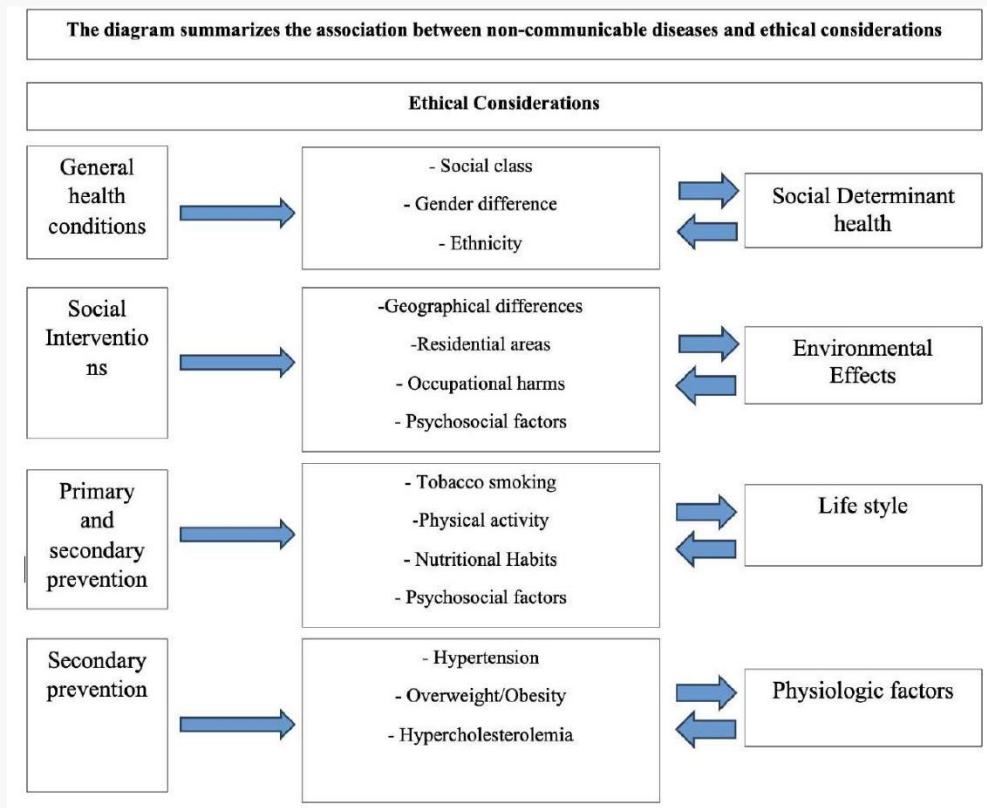 The diagram summarizes the association between non-communicable diseases and ethical considerations
Ethical Considerations
General
health
conditions
- Social class
- Gender difference
- Ethnicity
Social Determinant
health
Social
Interventio
ns
-Geographical differences
-Residential areas
- Occupational harms
- Psychosocial factors
Environmental
Effects
Primary
and
secondary
prevention
- Tobacco smoking
-Physical activity
- Nutritional Habits
- Psychosocial factors
Life style
Secondary
prevention
- Hypertension
- Overweight/Obesity
- Hypercholesterolemia
Physiologic factors